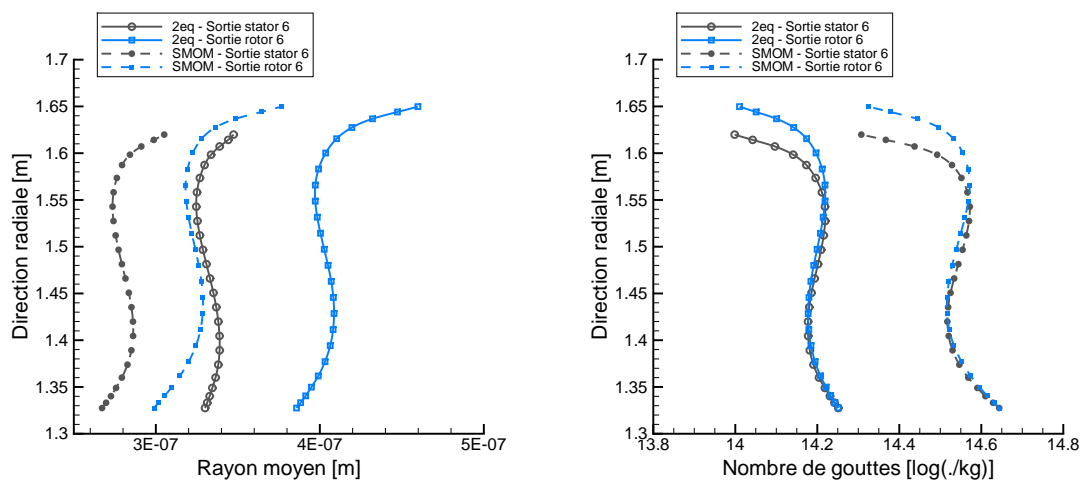 2eq - Sortie stator 6
2eq - Sortie rotor 6
SMOM - Sortie stator 6
SMOM - Sortie rotor 6
1.7
1.65
1.6
1.55
1.5
1.45
1.4
1.35
1.3
Direction radiale [m]
3E-07
4E-07
5E-07
Rayon moyen [m]
2eq - Sortie stator 6
2eq - Sortie rotor 6
SMOM - Sortie stator 6
SMOM - Sortie rotor 6
1.7
1.65
1.6
1.55
1.5
1.45
1.4
1.35
1.3
Direction radiale [m]
13.8
14
14.2
14.4
14.6
14.8
Nombre de gouttes [log(./kg)]